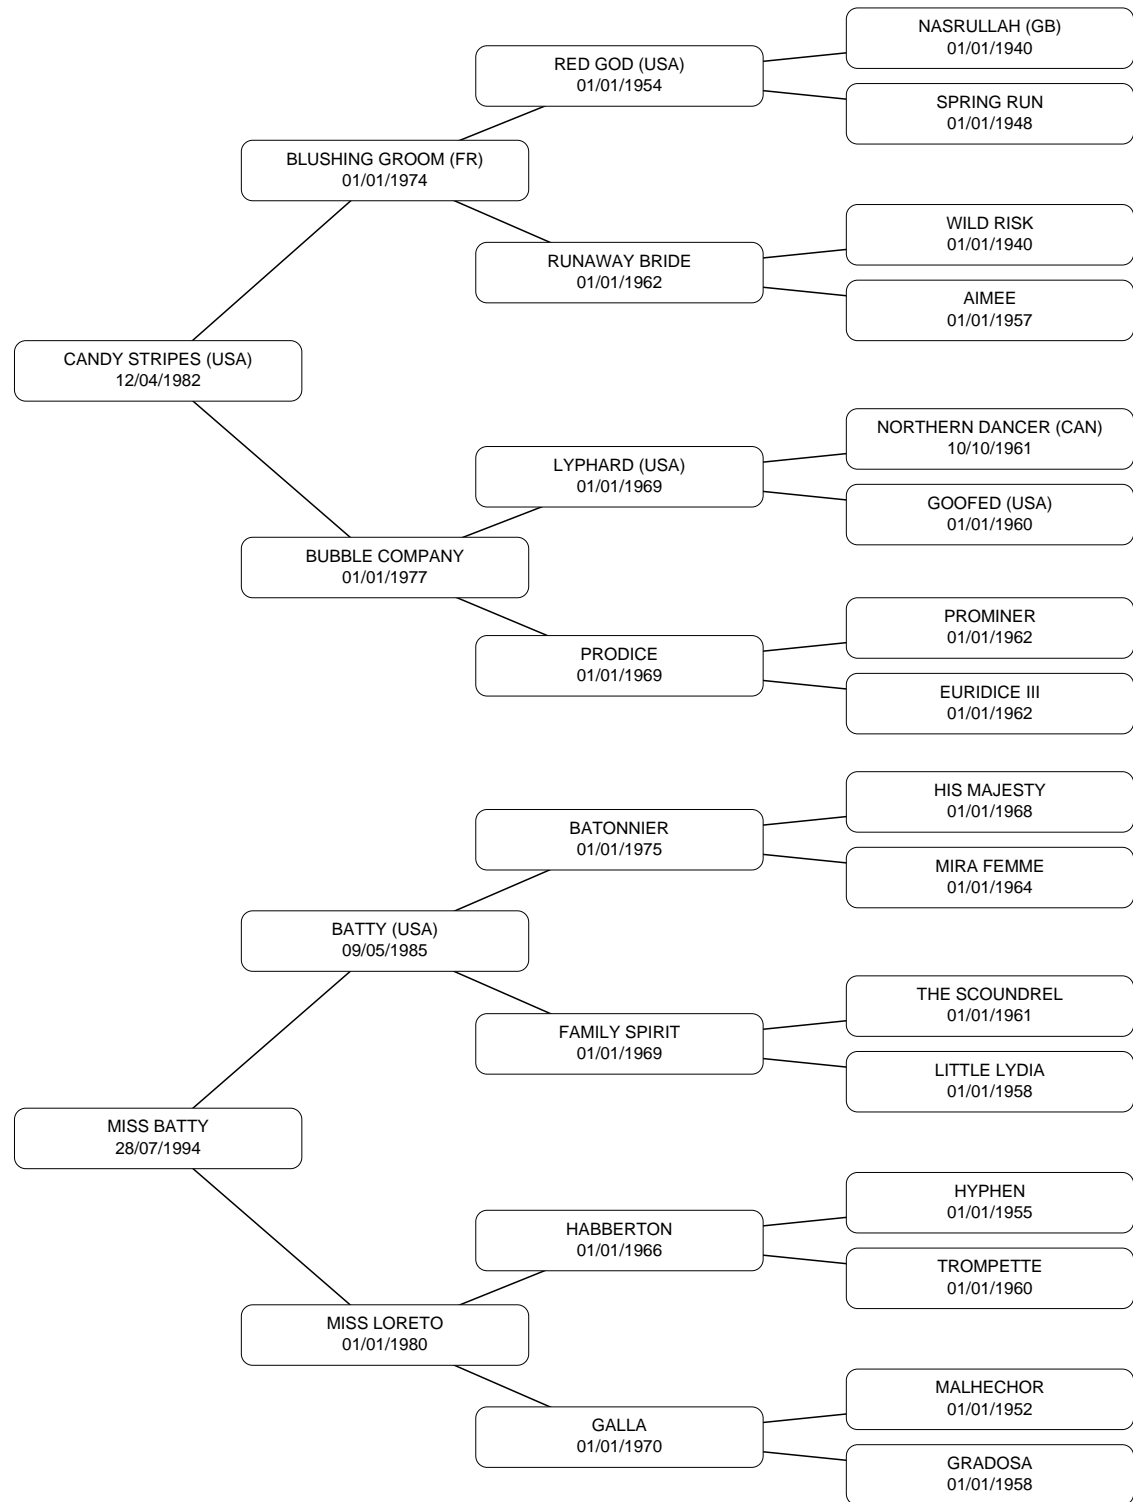 NASRULLAH (GB)
01/01/1940
RED GOD (USA)
01/01/1954
SPRING RUN
01/01/1948
BLUSHING GROOM (FR)
01/01/1974
WILD RISK
01/01/1940
RUNAWAY BRIDE
01/01/1962
AIMEE
01/01/1957
CANDY STRIPES (USA)
12/04/1982
NORTHERN DANCER (CAN)
10/10/1961
LYPHARD (USA)
01/01/1969
GOOFED (USA)
01/01/1960
BUBBLE COMPANY
01/01/1977
PROMINER
01/01/1962
PRODICE
01/01/1969
EURIDICE III
01/01/1962
HIS MAJESTY
01/01/1968
BATONNIER
01/01/1975
MIRA FEMME
01/01/1964
BATTY (USA)
09/05/1985
THE SCOUNDREL
01/01/1961
FAMILY SPIRIT
01/01/1969
LITTLE LYDIA
01/01/1958
MISS BATTY
28/07/1994
HYPHEN
01/01/1955
HABBERTON
01/01/1966
TROMPETTE
01/01/1960
MISS LORETO
01/01/1980
MALHECHOR
01/01/1952
GALLA
01/01/1970
GRADOSA
01/01/1958